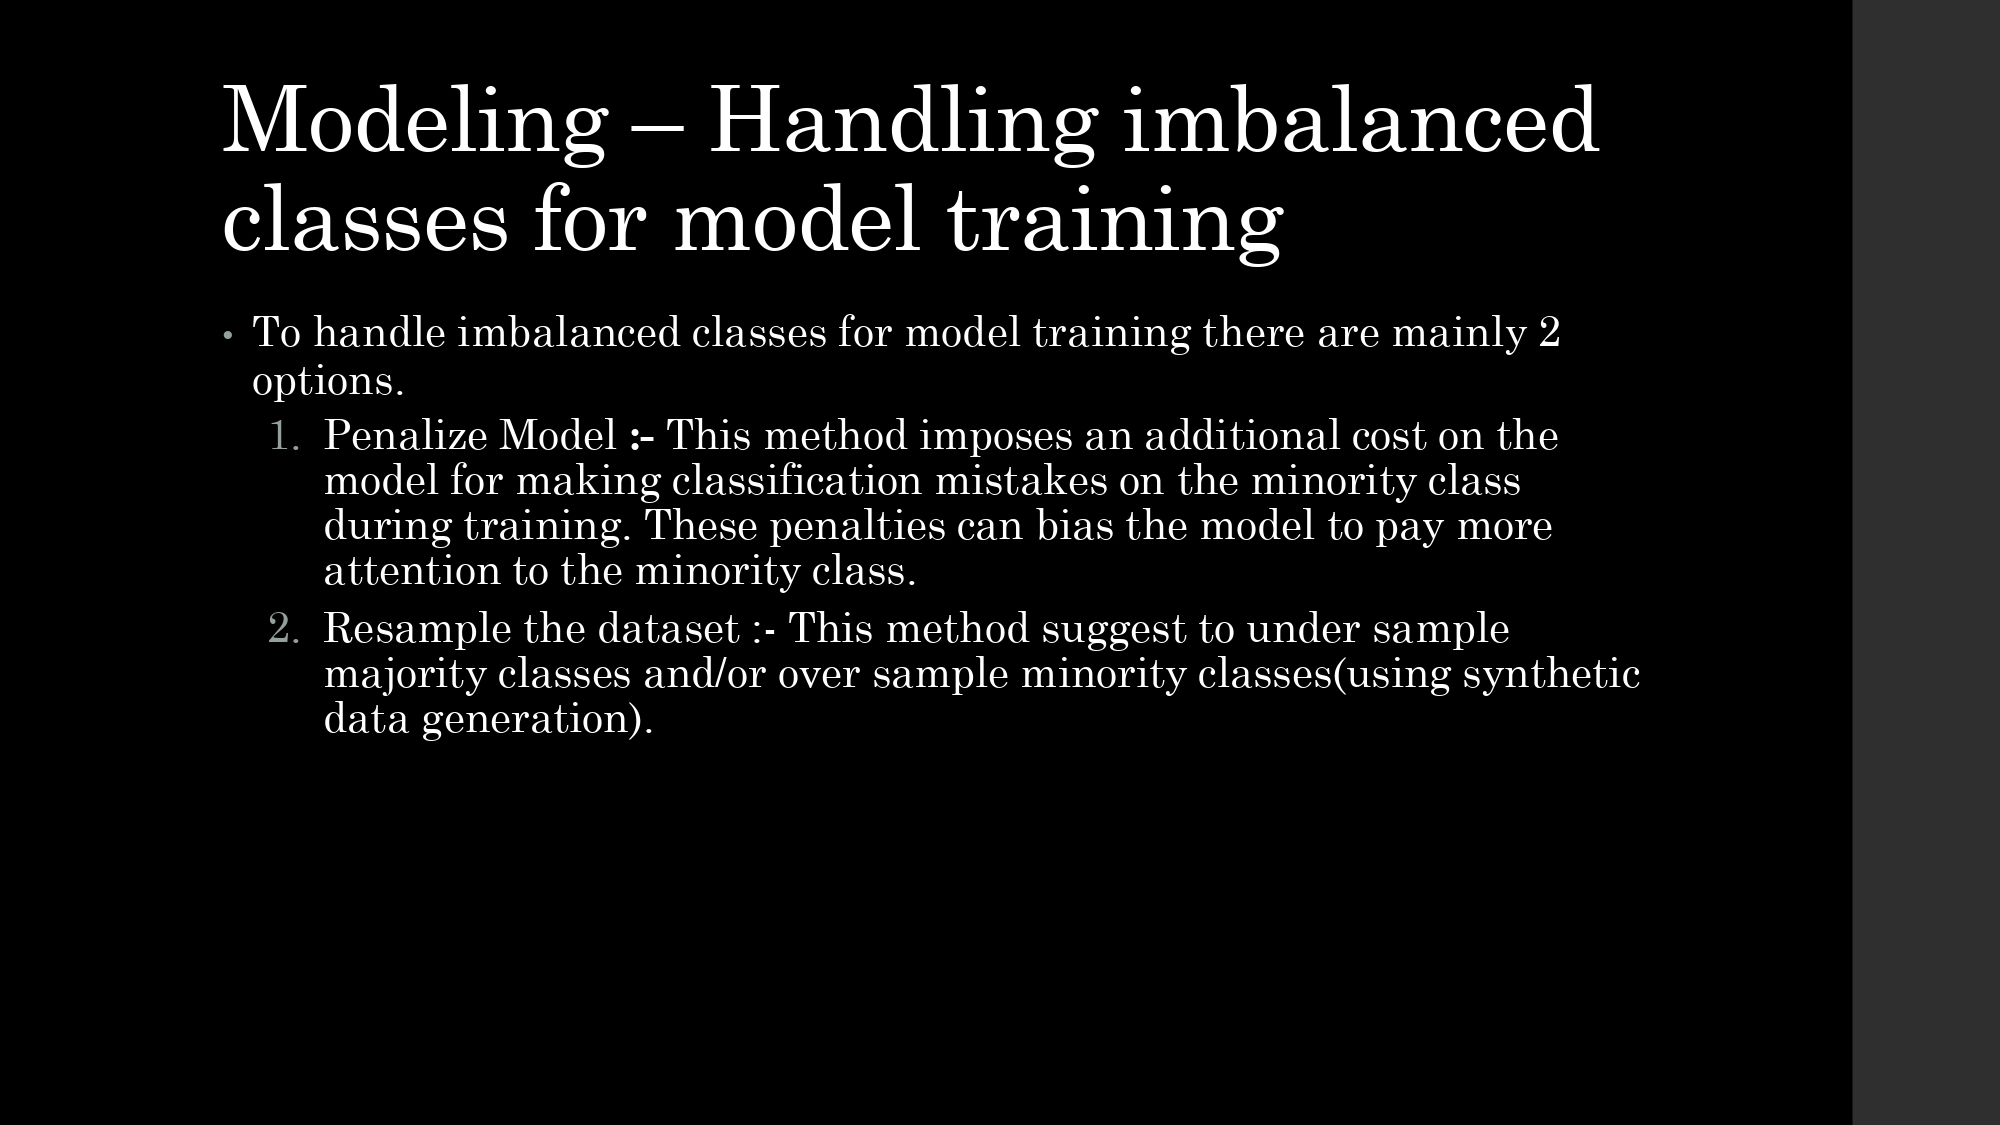 Modeling – Handling imbalanced
classes for model training
• To handle imbalanced classes for model training there are mainly 2
options.
1. Penalize Model :- This method imposes an additional cost on the
model for making classification mistakes on the minority class
during training. These penalties can bias the model to pay more
attention to the minority class.
2. Resample the dataset :- This method suggest to under sample
majority classes and/or over sample minority classes(using synthetic
data generation).